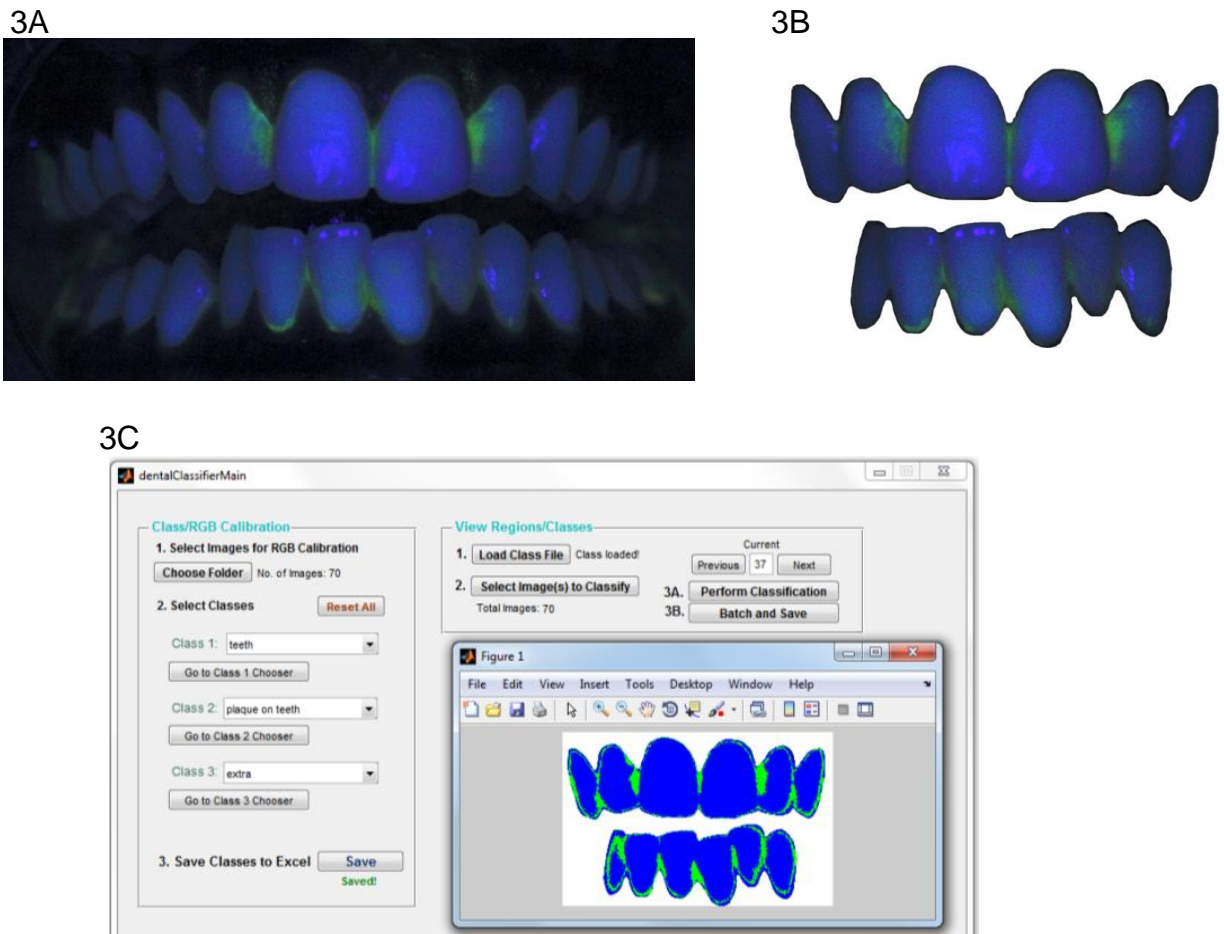 3A
3B
3C
dentalClassifierMain
Class/RGB Calibration
1. Select Images for RGB Calibration
Choose Folder No. of Images: 70
2. Select Classes Reset All
Class 1: teeth
Go to Class 1 Chooser
Class 2: plaque on teeth
Go to Class 2 Chooser
Class 3: extra
Go to Class 3 Chooser
3. Save Classes to Excel Save
Saved!
View Regions/Classes
1. Load Class File Class loaded!
Current
Previous 37 Next
2. Select Image(s) to Classify
Total Images: 70
3A. Perform Classification
3B. Batch and Save
Figure 1
File Edit View Insert Tools Desktop Window Help